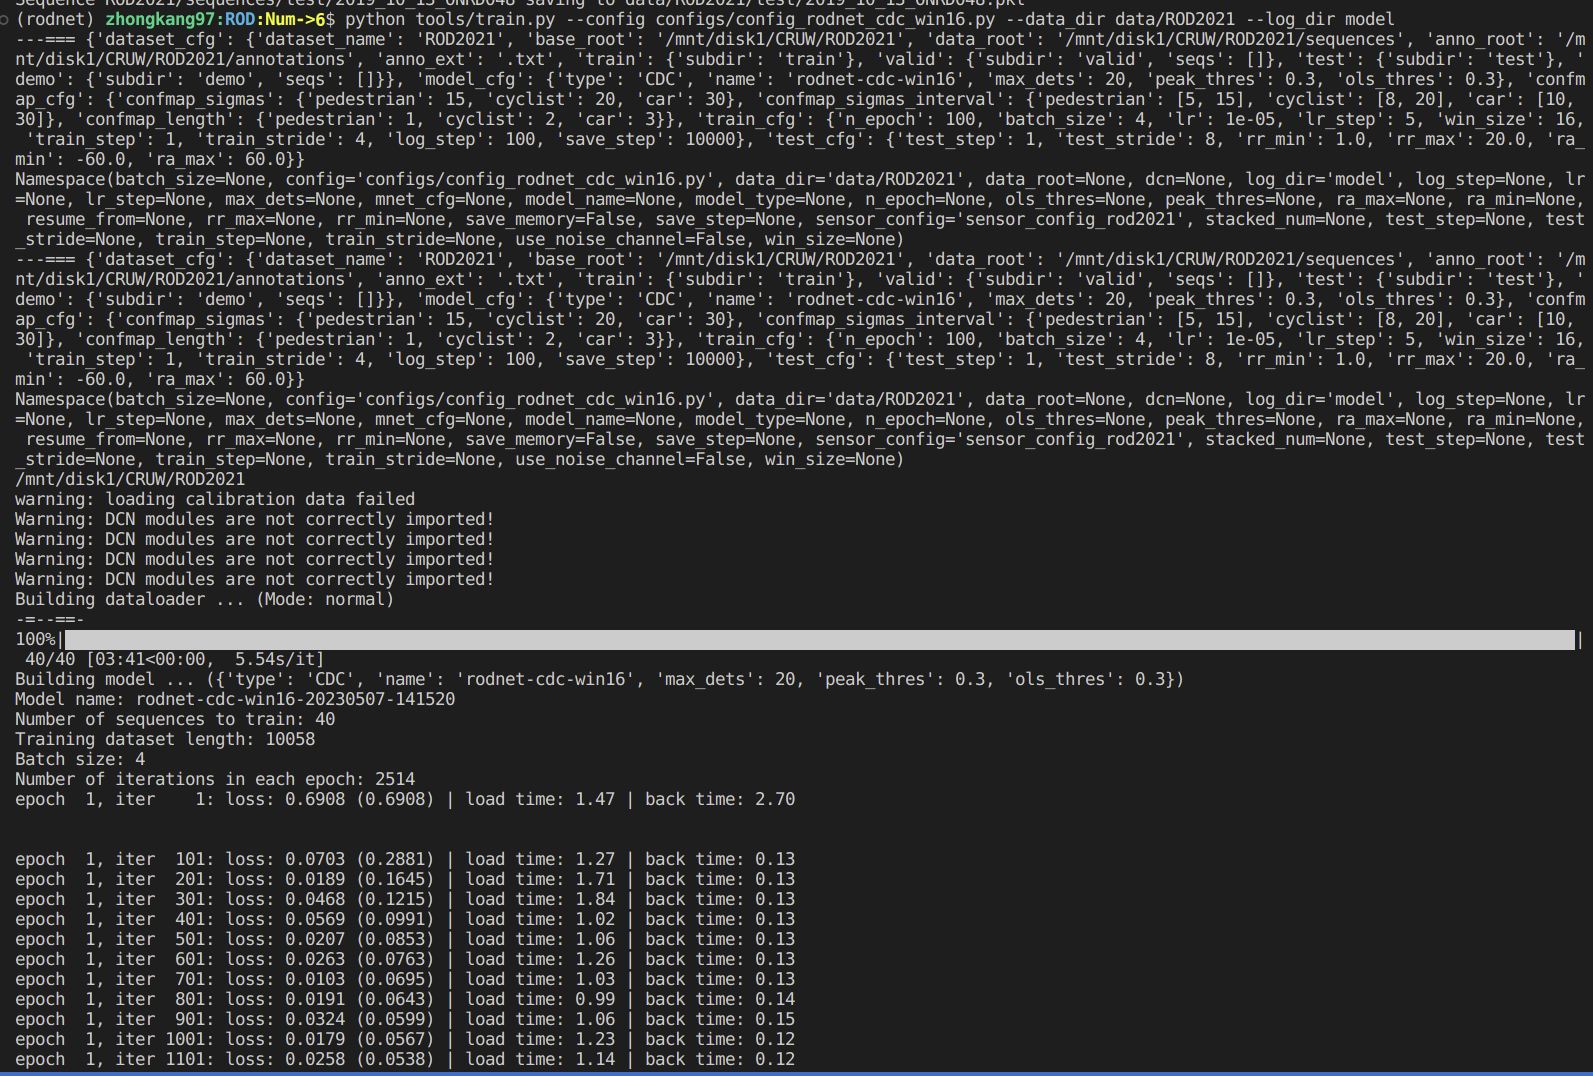 Sequence ROD2021/sequences/test/2019_10_13_ONRD048 saving to data/ROD2021/test/2019_10_13_ONRD048.pkl
(rodnet) zhongkang97:ROD:Num->6$ python tools/train.py --config configs/config_rodnet_cdc_win16.py --data_dir data/ROD2021 --log_dir model
---=== {'dataset_cfg': {'dataset_name': 'ROD2021', 'base_root': '/mnt/disk1/CRUW/ROD2021', 'data_root': '/mnt/disk1/CRUW/ROD2021/sequences', 'anno_root': '/m
nt/disk1/CRUW/ROD2021/annotations', 'anno_ext': '.txt', 'train': {'subdir': 'train'}, 'valid': {'subdir': 'valid', 'seqs': []}, 'test': {'subdir': 'test'}, '
demo': {'subdir': 'demo', 'seqs': []}}, 'model_cfg': {'type': 'CDC', 'name': 'rodnet-cdc-win16', 'max_dets': 20, 'peak_thres': 0.3, 'ols_thres': 0.3}, 'confm
ap_cfg': {'confmap_sigmas': {'pedestrian': 15, 'cyclist': 20, 'car': 30}, 'confmap_sigmas_interval': {'pedestrian': [5, 15], 'cyclist': [8, 20], 'car': [10, 
30]}, 'confmap_length': {'pedestrian': 1, 'cyclist': 2, 'car': 3}}, 'train_cfg': {'n_epoch': 100, 'batch_size': 4, 'lr': 1e-05, 'lr_step': 5, 'win_size': 16,
 'train_step': 1, 'train_stride': 4, 'log_step': 100, 'save_step': 10000}, 'test_cfg': {'test_step': 1, 'test_stride': 8, 'rr_min': 1.0, 'rr_max': 20.0, 'ra_
min': -60.0, 'ra_max': 60.0}}
Namespace(batch_size=None, config='configs/config_rodnet_cdc_win16.py', data_dir='data/ROD2021', data_root=None, dcn=None, log_dir='model', log_step=None, lr
=None, lr_step=None, max_dets=None, mnet_cfg=None, model_name=None, model_type=None, n_epoch=None, ols_thres=None, peak_thres=None, ra_max=None, ra_min=None,
 resume_from=None, rr_max=None, rr_min=None, save_memory=False, save_step=None, sensor_config='sensor_config_rod2021', stacked_num=None, test_step=None, test
_stride=None, train_step=None, train_stride=None, use_noise_channel=False, win_size=None)
---=== {'dataset_cfg': {'dataset_name': 'ROD2021', 'base_root': '/mnt/disk1/CRUW/ROD2021', 'data_root': '/mnt/disk1/CRUW/ROD2021/sequences', 'anno_root': '/m
nt/disk1/CRUW/ROD2021/annotations', 'anno_ext': '.txt', 'train': {'subdir': 'train'}, 'valid': {'subdir': 'valid', 'seqs': []}, 'test': {'subdir': 'test'}, '
demo': {'subdir': 'demo', 'seqs': []}}, 'model_cfg': {'type': 'CDC', 'name': 'rodnet-cdc-win16', 'max_dets': 20, 'peak_thres': 0.3, 'ols_thres': 0.3}, 'confm
ap_cfg': {'confmap_sigmas': {'pedestrian': 15, 'cyclist': 20, 'car': 30}, 'confmap_sigmas_interval': {'pedestrian': [5, 15], 'cyclist': [8, 20], 'car': [10, 
30]}, 'confmap_length': {'pedestrian': 1, 'cyclist': 2, 'car': 3}}, 'train_cfg': {'n_epoch': 100, 'batch_size': 4, 'lr': 1e-05, 'lr_step': 5, 'win_size': 16,
 'train_step': 1, 'train_stride': 4, 'log_step': 100, 'save_step': 10000}, 'test_cfg': {'test_step': 1, 'test_stride': 8, 'rr_min': 1.0, 'rr_max': 20.0, 'ra_
min': -60.0, 'ra_max': 60.0}}
Namespace(batch_size=None, config='configs/config_rodnet_cdc_win16.py', data_dir='data/ROD2021', data_root=None, dcn=None, log_dir='model', log_step=None, lr
=None, lr_step=None, max_dets=None, mnet_cfg=None, model_name=None, model_type=None, n_epoch=None, ols_thres=None, peak_thres=None, ra_max=None, ra_min=None,
 resume_from=None, rr_max=None, rr_min=None, save_memory=False, save_step=None, sensor_config='sensor_config_rod2021', stacked_num=None, test_step=None, test
_stride=None, train_step=None, train_stride=None, use_noise_channel=False, win_size=None)
/mnt/disk1/CRUW/ROD2021
warning: loading calibration data failed
Warning: DCN modules are not correctly imported!
Warning: DCN modules are not correctly imported!
Warning: DCN modules are not correctly imported!
Warning: DCN modules are not correctly imported!
Building dataloader ... (Mode: normal)
-=--==-
100%| |
 40/40 [03:41<00:00,  5.54s/it]
Building model ... ({'type': 'CDC', 'name': 'rodnet-cdc-win16', 'max_dets': 20, 'peak_thres': 0.3, 'ols_thres': 0.3})
Model name: rodnet-cdc-win16-20230507-141520
Number of sequences to train: 40
Training dataset length: 10058
Batch size: 4
Number of iterations in each epoch: 2514
epoch  1, iter    1: loss: 0.6908 (0.6908) | load time: 1.47 | back time: 2.70
epoch  1, iter  101: loss: 0.0703 (0.2881) | load time: 1.27 | back time: 0.13
epoch  1, iter  201: loss: 0.0189 (0.1645) | load time: 1.71 | back time: 0.13
epoch  1, iter  301: loss: 0.0468 (0.1215) | load time: 1.84 | back time: 0.13
epoch  1, iter  401: loss: 0.0569 (0.0991) | load time: 1.02 | back time: 0.13
epoch  1, iter  501: loss: 0.0207 (0.0853) | load time: 1.06 | back time: 0.13
epoch  1, iter  601: loss: 0.0263 (0.0763) | load time: 1.26 | back time: 0.13
epoch  1, iter  701: loss: 0.0103 (0.0695) | load time: 1.03 | back time: 0.13
epoch  1, iter  801: loss: 0.0191 (0.0643) | load time: 0.99 | back time: 0.14
epoch  1, iter  901: loss: 0.0324 (0.0599) | load time: 1.06 | back time: 0.15
epoch  1, iter 1001: loss: 0.0179 (0.0567) | load time: 1.23 | back time: 0.12
epoch  1, iter 1101: loss: 0.0258 (0.0538) | load time: 1.14 | back time: 0.12